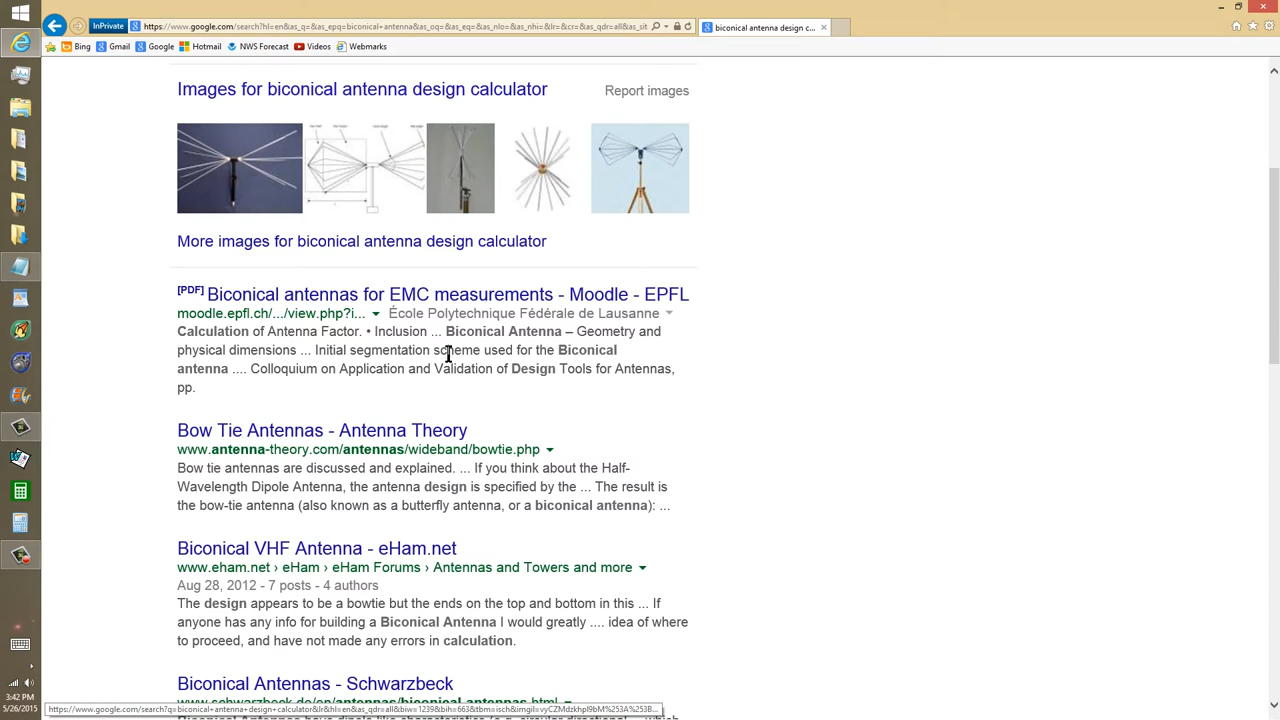 InPrivate
https://www.google.com/search?hl=en&as_q=&as_epq=biconical+antenna&as_oq=&as_eq=&as_nlo=&as_nhi=&lr=&cr=&as_qdr=all&as_sit
biconical antenna design c...
Bing Gmail Google Hotmail NWS Forecast Videos Webmarks
Images for biconical antenna design calculator
Report images
More images for biconical antenna design calculator
[PDF] Biconical antennas for EMC measurements - Moodle - EPFL
moodle.epfl.ch/.../view.php?i... École Polytechnique Fédérale de Lausanne
Calculation of Antenna Factor. • Inclusion ... Biconical Antenna – Geometry and
physical dimensions ... Initial segmentation scheme used for the Biconical
antenna .... Colloquium on Application and Validation of Design Tools for Antennas,
pp.
Bow Tie Antennas - Antenna Theory
www.antenna-theory.com/antennas/wideband/bowtie.php
Bow tie antennas are discussed and explained. ... If you think about the Half-
Wavelength Dipole Antenna, the antenna design is specified by the ... The result is
the bow-tie antenna (also known as a butterfly antenna, or a biconical antenna): ...
Biconical VHF Antenna - eHam.net
www.eham.net › eHam › eHam Forums › Antennas and Towers and more
Aug 28, 2012 - 7 posts - 4 authors
The design appears to be a bowtie but the ends on the top and bottom in this ... If
anyone has any info for building a Biconical Antenna I would greatly .... idea of where
to proceed, and have not made any errors in calculation.
Biconical Antennas - Schwarzbeck
www.schwarzbeck.de/en/antennas/biconical-antennas.html
3:42 PM
5/26/2015